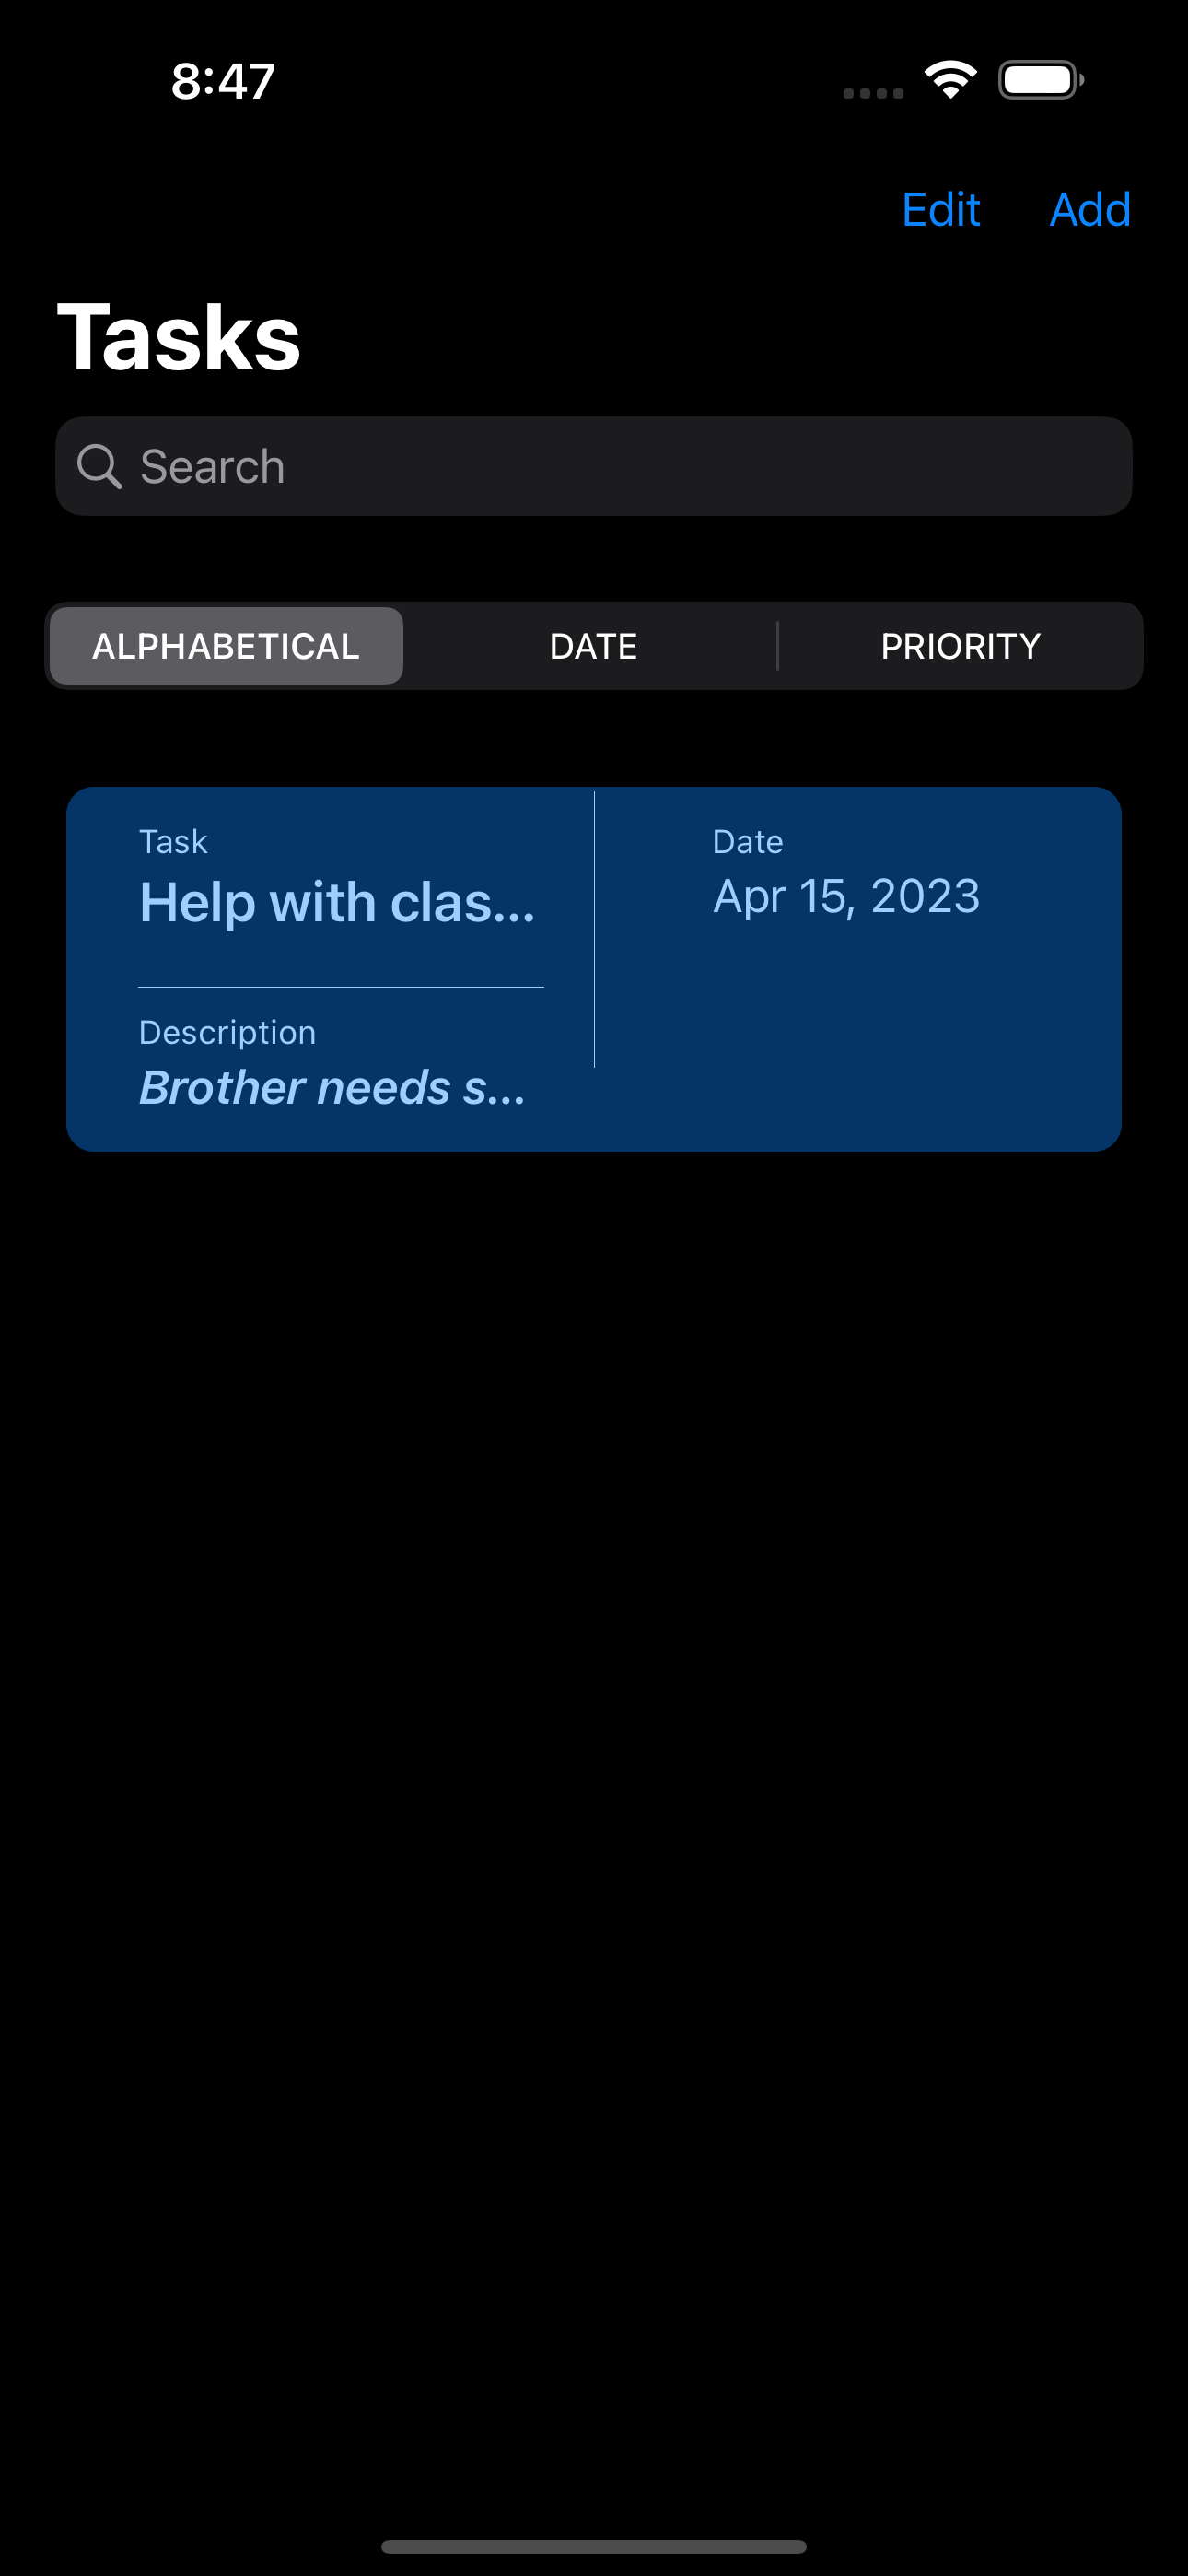 8:47
Edit Add
Tasks
Search
ALPHABETICAL DATE PRIORITY
Task
Help with clas...
Description
Brother needs s...
Date
Apr 15, 2023